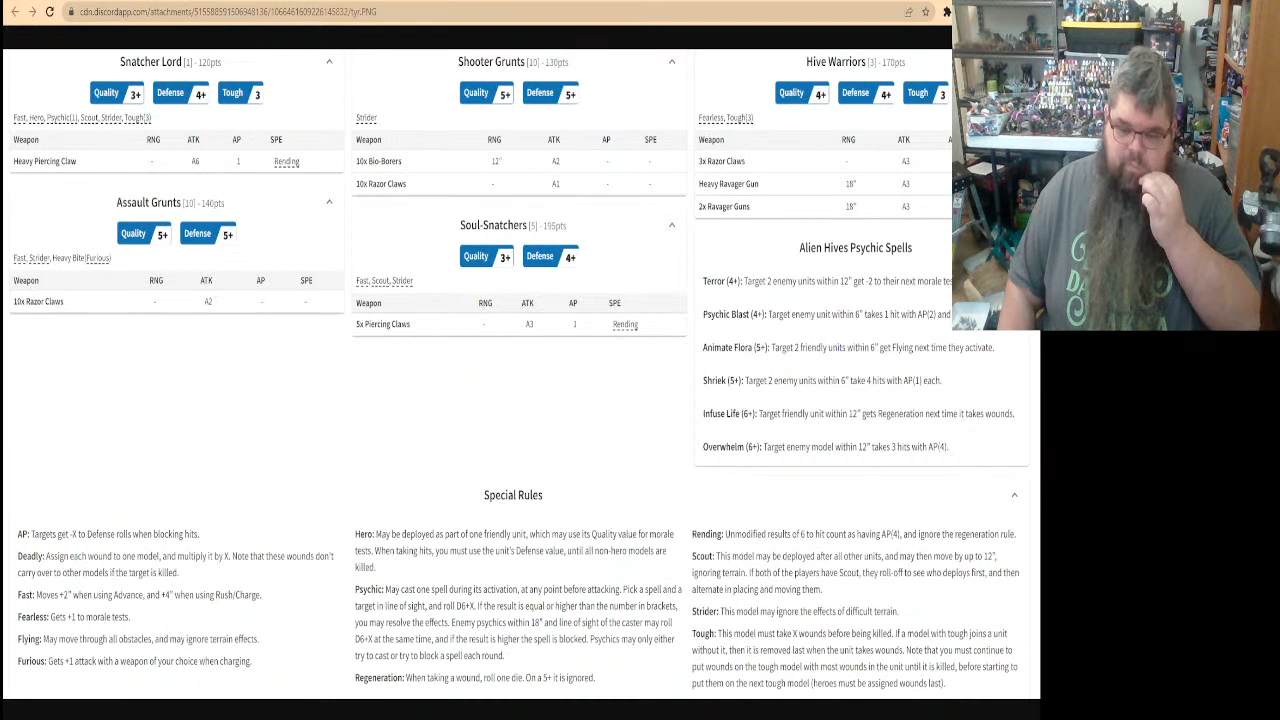 cdn.discordapp.com/attachments/515588591506948136/1066461609226145832/tyr.PNG
Snatcher Lord [1] - 120pts
Quality 3+ Defense 4+ Tough 3
Fast, Hero, Psychic(1), Scout, Strider, Tough(3)
Weapon RNG ATK AP SPE
Heavy Piercing Claw - A6 1 Rending
Assault Grunts [10] - 140pts
Quality 5+ Defense 5+
Fast, Strider, Heavy Bite(Furious)
Weapon RNG ATK AP SPE
10x Razor Claws - A2 - -
Shooter Grunts [10] - 130pts
Quality 5+ Defense 5+
Strider
Weapon RNG ATK AP SPE
10x Bio-Borers 12" A2 - -
10x Razor Claws - A1 - -
Soul-Snatchers [5] - 195pts
Quality 3+ Defense 4+
Fast, Scout, Strider
Weapon RNG ATK AP SPE
5x Piercing Claws - A3 1 Rending
Hive Warriors [3] - 170pts
Quality 4+ Defense 4+ Tough 3
Fearless, Tough(3)
Weapon RNG ATK
3x Razor Claws - A3
Heavy Ravager Gun 18" A3
2x Ravager Guns 18" A3
Alien Hives Psychic Spells
Terror (4+): Target 2 enemy units within 12" get -2 to their next morale
Psychic Blast (4+): Target enemy unit within 6" takes 1 hit with AP(2) and
Animate Flora (5+): Target 2 friendly units within 6" get Flying next time they activate.
Shriek (5+): Target 2 enemy units within 6" take 4 hits with AP(1) each.
Infuse Life (6+): Target friendly unit within 12" gets Regeneration next time it takes wounds.
Overwhelm (6+): Target enemy model within 12" takes 3 hits with AP(4).
Special Rules
AP: Targets get -X to Defense rolls when blocking hits.
Deadly: Assign each wound to one model, and multiply it by X. Note that these wounds don't
carry over to other models if the target is killed.
Fast: Moves +2" when using Advance, and +4" when using Rush/Charge.
Fearless: Gets +1 to morale tests.
Flying: May move through all obstacles, and may ignore terrain effects.
Furious: Gets +1 attack with a weapon of your choice when charging.
Hero: May be deployed as part of one friendly unit, which may use its Quality value for morale
tests. When taking hits, you must use the unit's Defense value, until all non-hero models are
killed.
Psychic: May cast one spell during its activation, at any point before attacking. Pick a spell and a
target in line of sight, and roll D6+X. If the result is equal or higher than the number in brackets,
you may resolve the effects. Enemy psychics within 18" and line of sight of the caster may roll
D6+X at the same time, and if the result is higher the spell is blocked. Psychics may only either
try to cast or try to block a spell each round.
Regeneration: When taking a wound, roll one die. On a 5+ it is ignored.
Rending: Unmodified results of 6 to hit count as having AP(4), and ignore the regeneration rule.
Scout: This model may be deployed after all other units, and may then move by up to 12",
ignoring terrain. If both of the players have Scout, they roll-off to see who deploys first, and then
alternate in placing and moving them.
Strider: This model may ignore the effects of difficult terrain.
Tough: This model must take X wounds before being killed. If a model with tough joins a unit
without it, then it is removed last when the unit takes wounds. Note that you must continue to
put wounds on the tough model with most wounds in the unit until it is killed, before starting to
put them on the next tough model (heroes must be assigned wounds last).